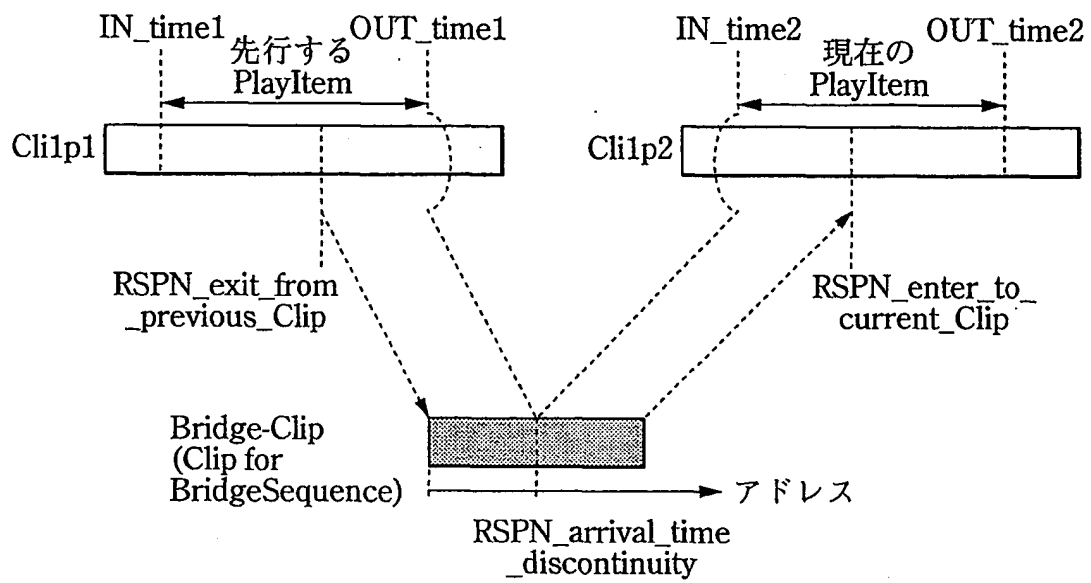 IN_time1
OUT_time1
先行する
PlayItem
Cli1p1
IN_time2
OUT_time2
現在の
PlayItem
Cli1p2
RSPN_exit_from
_previous_Clip
RSPN_enter_to_
current_Clip
Bridge-Clip
(Clip for
BridgeSequence)
アドレス
RSPN_arrival_time
_discontinuity